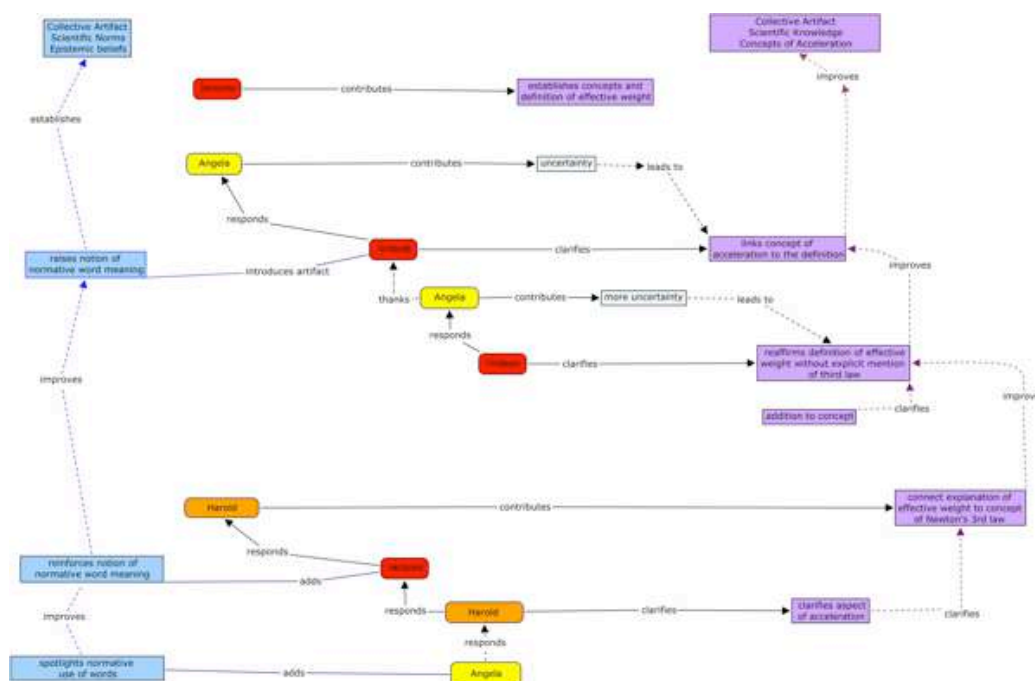 Collective Artifact
Scientific Norms
Epistemic beliefs
Collective Artifact
Scientific Knowledge
Concepts of Acceleration
improves
contributes
establishes concepts and
definition of effective weight
establishes
Angela
contributes
uncertainty
leads to
responds
raises notion of
normative word meaning
introduces artifact
clarifies
links concept of
acceleration to the definition
improves
thanks
Angela
contributes
more uncertainty
leads to
responds
clarifies
reaffirms definition of effective
weight without explicit mention
of third law
improves
addition to concept
clarifies
Harold
contributes
connect explanation of
effective weight to concept
of Newton's 3rd law
responds
reinforces notion of
normative word meaning
adds
improves
responds
Harold
clarifies
clarifies aspect
of acceleration
clarifies
responds
spotlights normative
use of words
adds
Angela